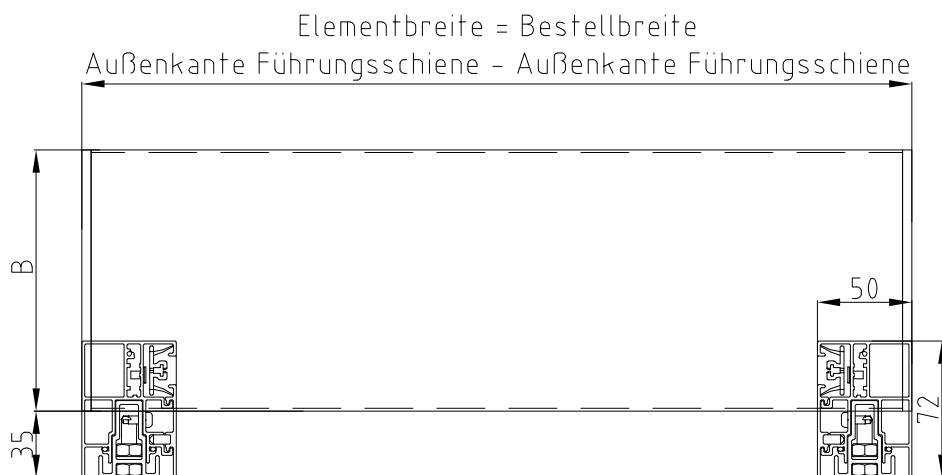 Elementbreite = Bestellbreite
Außenkante Führungsschiene - Außenkante Führungsschiene
B
50
35
72